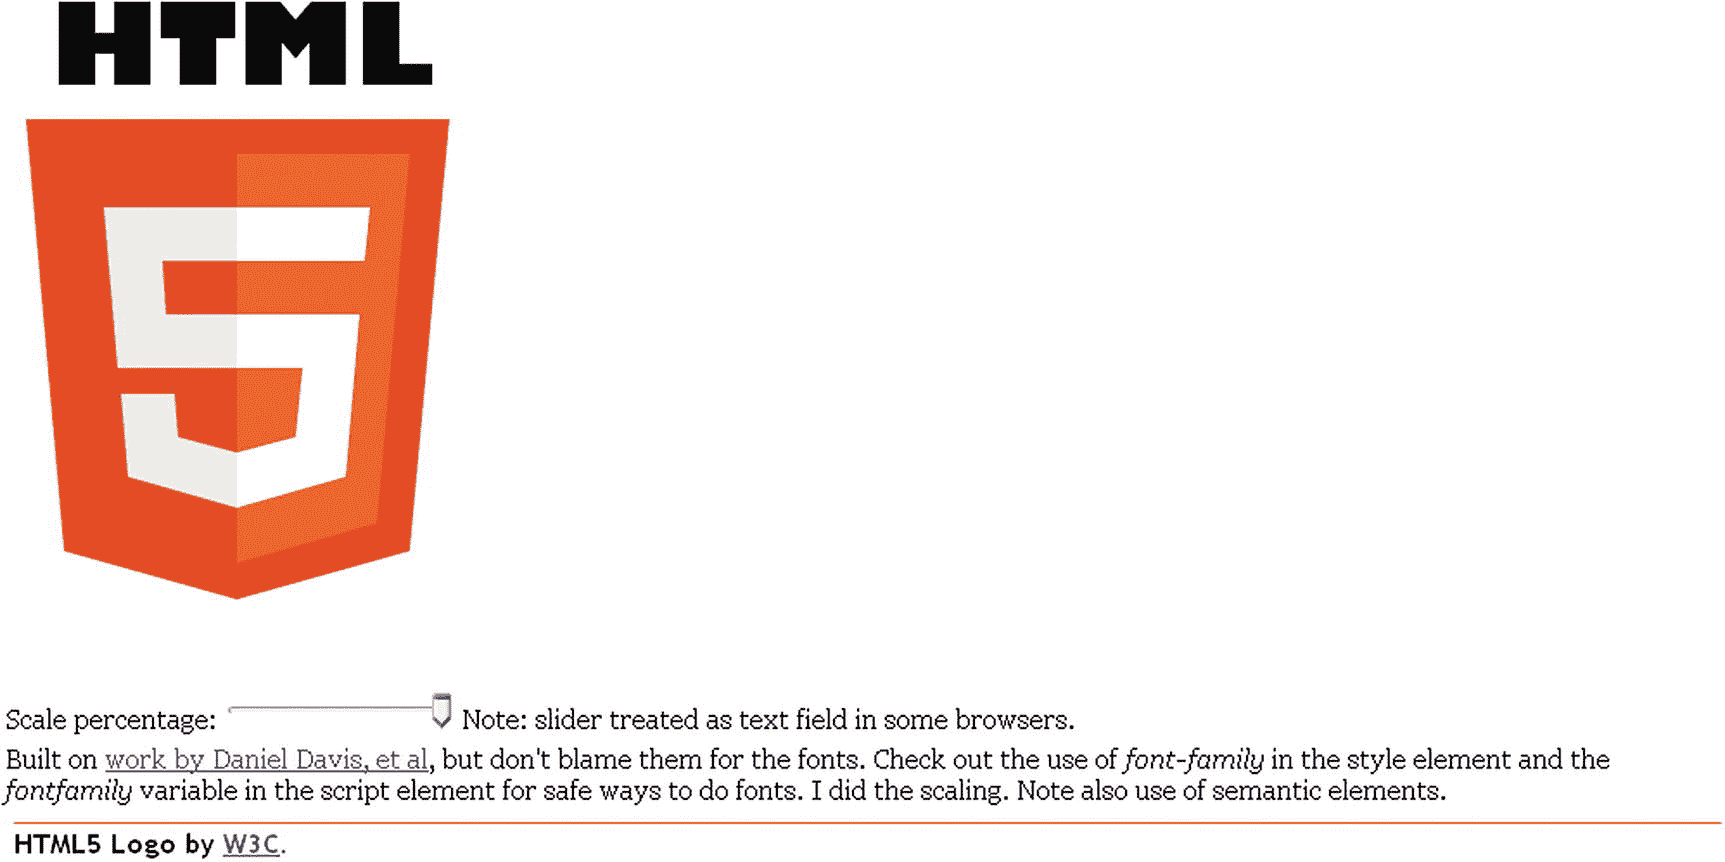 HTML
5
Scale percentage: Note: slider treated as text field in some browsers.
Built on work by Daniel Davis, et al, but don't blame them for the fonts. Check out the use of font-family in the style element and the
fontfamily variable in the script element for safe ways to do fonts. I did the scaling. Note also use of semantic elements.
HTML5 Logo by W3C.